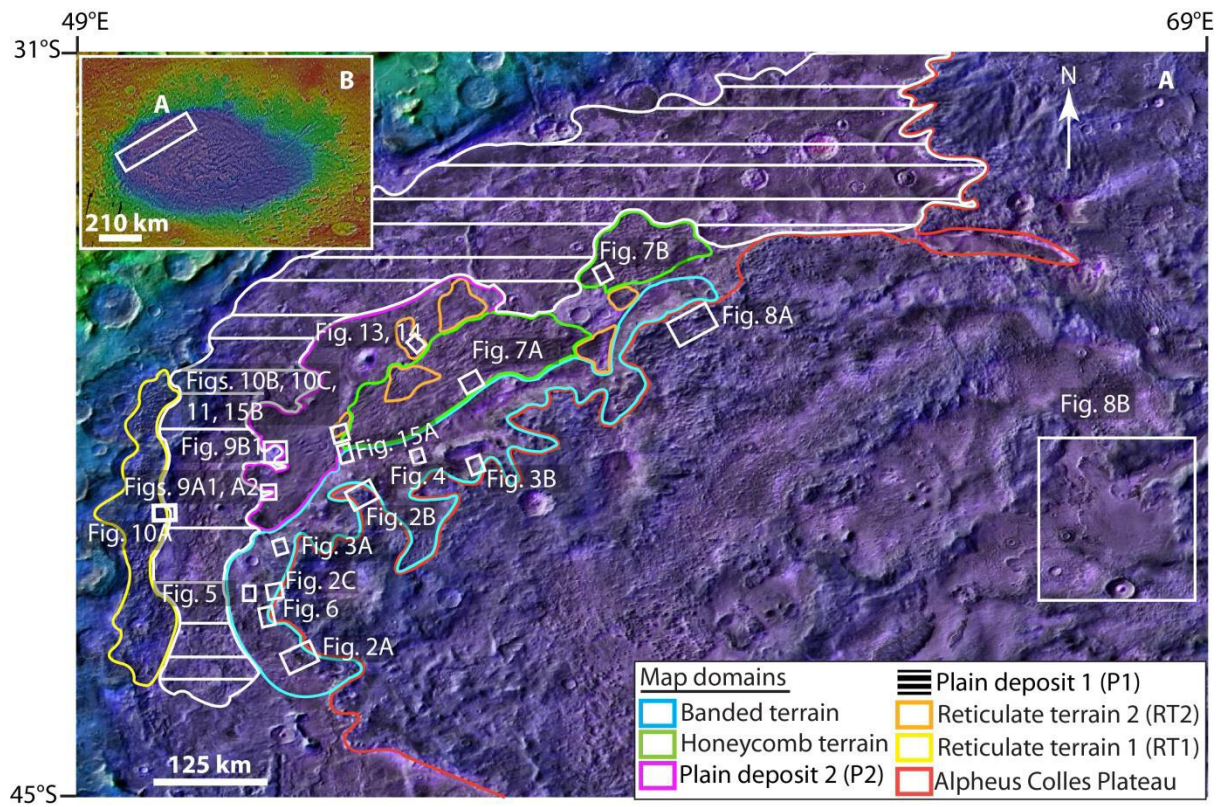 49°E
69°E
31°S
B
A
210 km
N
A
Fig. 7B
Fig. 8A
Fig. 13, 14
Fig. 7A
Figs. 10B, 10C,
11, 15B
Fig. 8B
Fig. 9B1
Fig. 15A
Fig. 4
Fig. 3B
Figs. 9A1, A2
Fig. 2B
Fig. 10A
Fig. 3A
Fig. 2C
Fig. 5
Fig. 6
Fig. 2A
125 km
45°S
Map domains
Banded terrain
Honeycomb terrain
Plain deposit 2 (P2)
Plain deposit 1 (P1)
Reticulate terrain 2 (RT2)
Reticulate terrain 1 (RT1)
Alpheus Colles Plateau